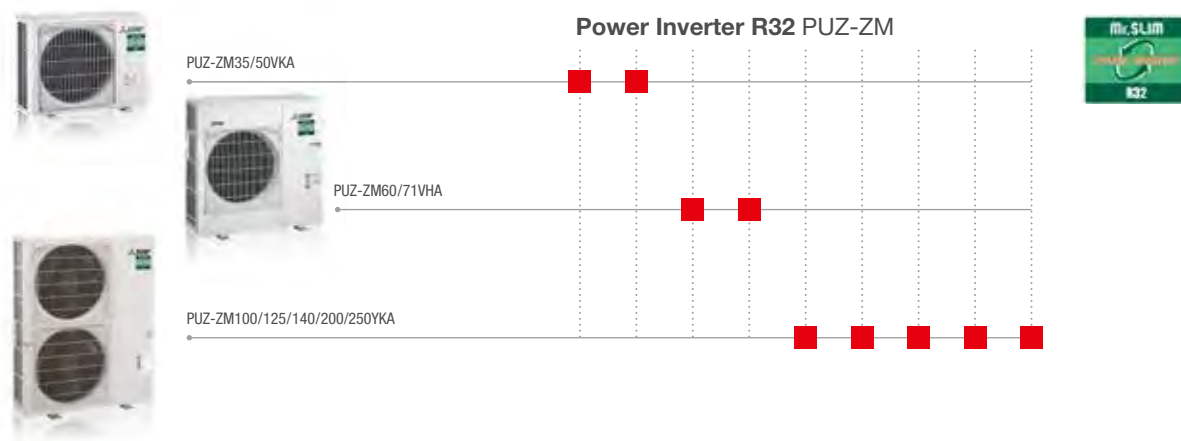 Power Inverter R32 PUZ-ZM
Mr.SLIM
R32
PUZ-ZM35/50VKA
PUZ-ZM60/71VHA
PUZ-ZM100/125/140/200/250YKA